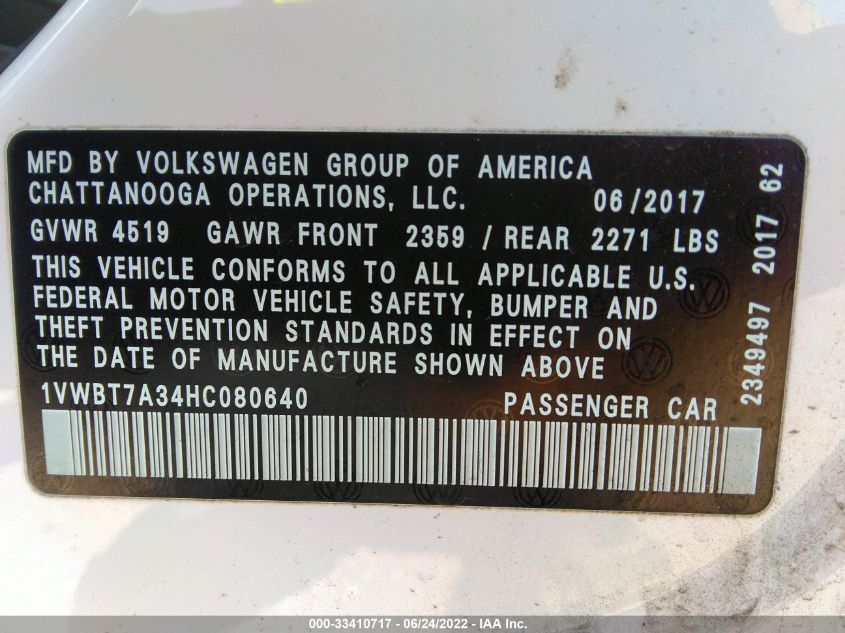 MFD BY VOLKSWAGEN GROUP OF AMERICA
CHATTANOOGA OPERATIONS, LLC. 06/2017
GVWR 4519 GAWR FRONT 2359 / REAR 2271 LBS
THIS VEHICLE CONFORMS TO ALL APPLICABLE U.S.
FEDERAL MOTOR VEHICLE SAFETY, BUMPER AND
THEFT PREVENTION STANDARDS IN EFFECT ON
THE DATE OF MANUFACTURE SHOWN ABOVE
1VWBT7A34HC080640 PASSENGER CAR
2349497 2017 62
000-33410717 - 06/24/2022 - IAA Inc.